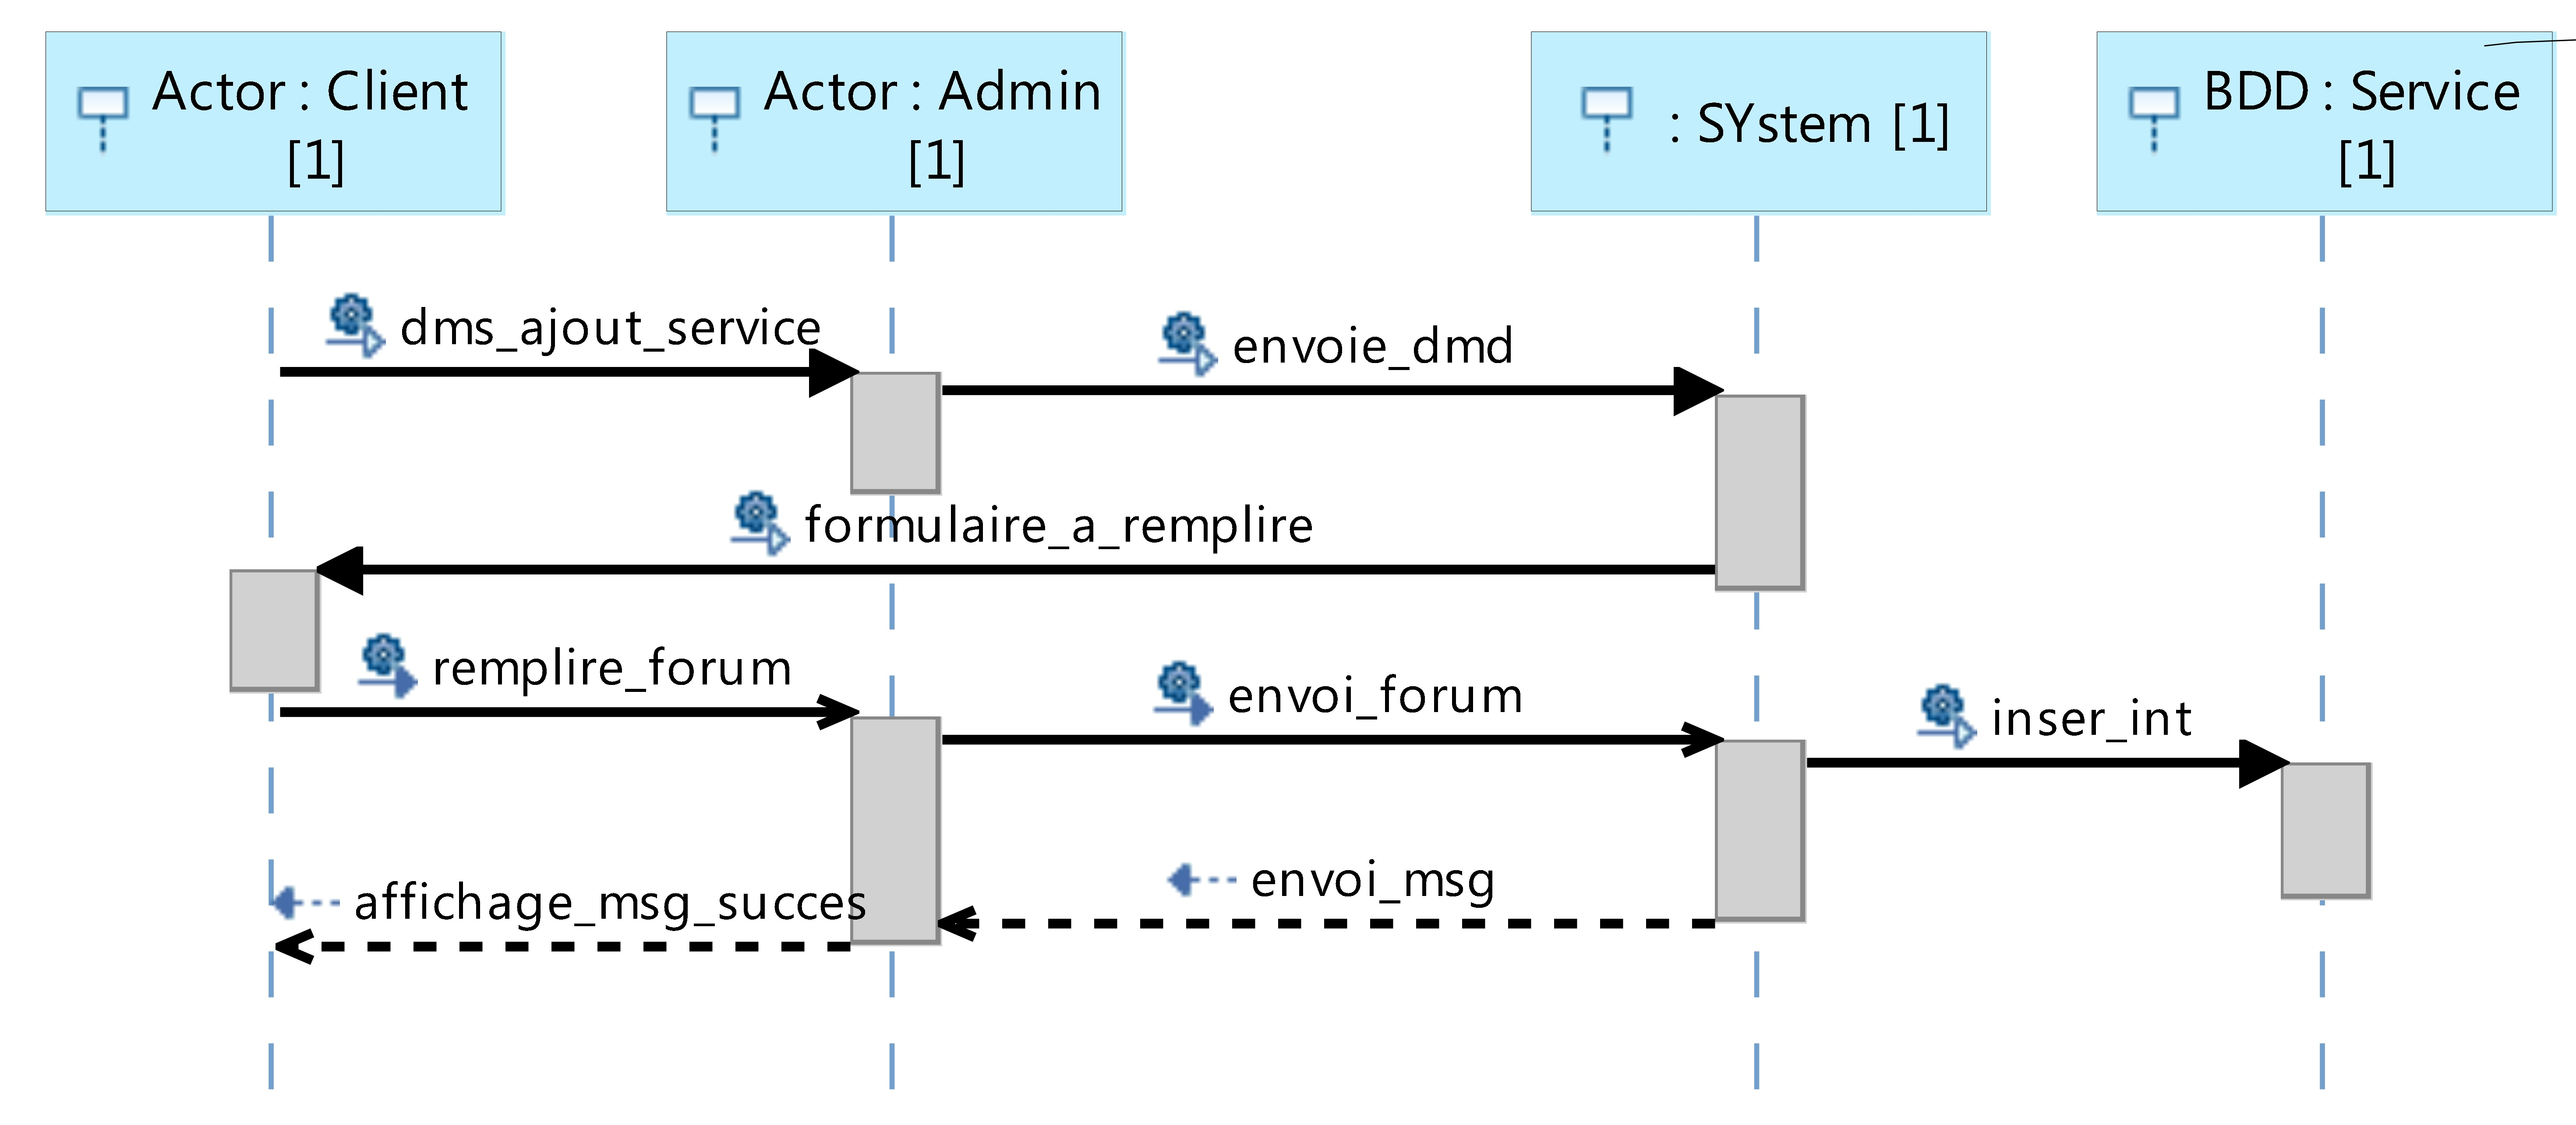 Actor : Client
[1]
Actor : Admin
[1]
: SYstem [1]
BDD : Service
[1]
dms_ajout_service
envoie_dmd
formulaire_a_remplire
remplire_forum
envoi_forum
inser_int
envoi_msg
affichage_msg_succes